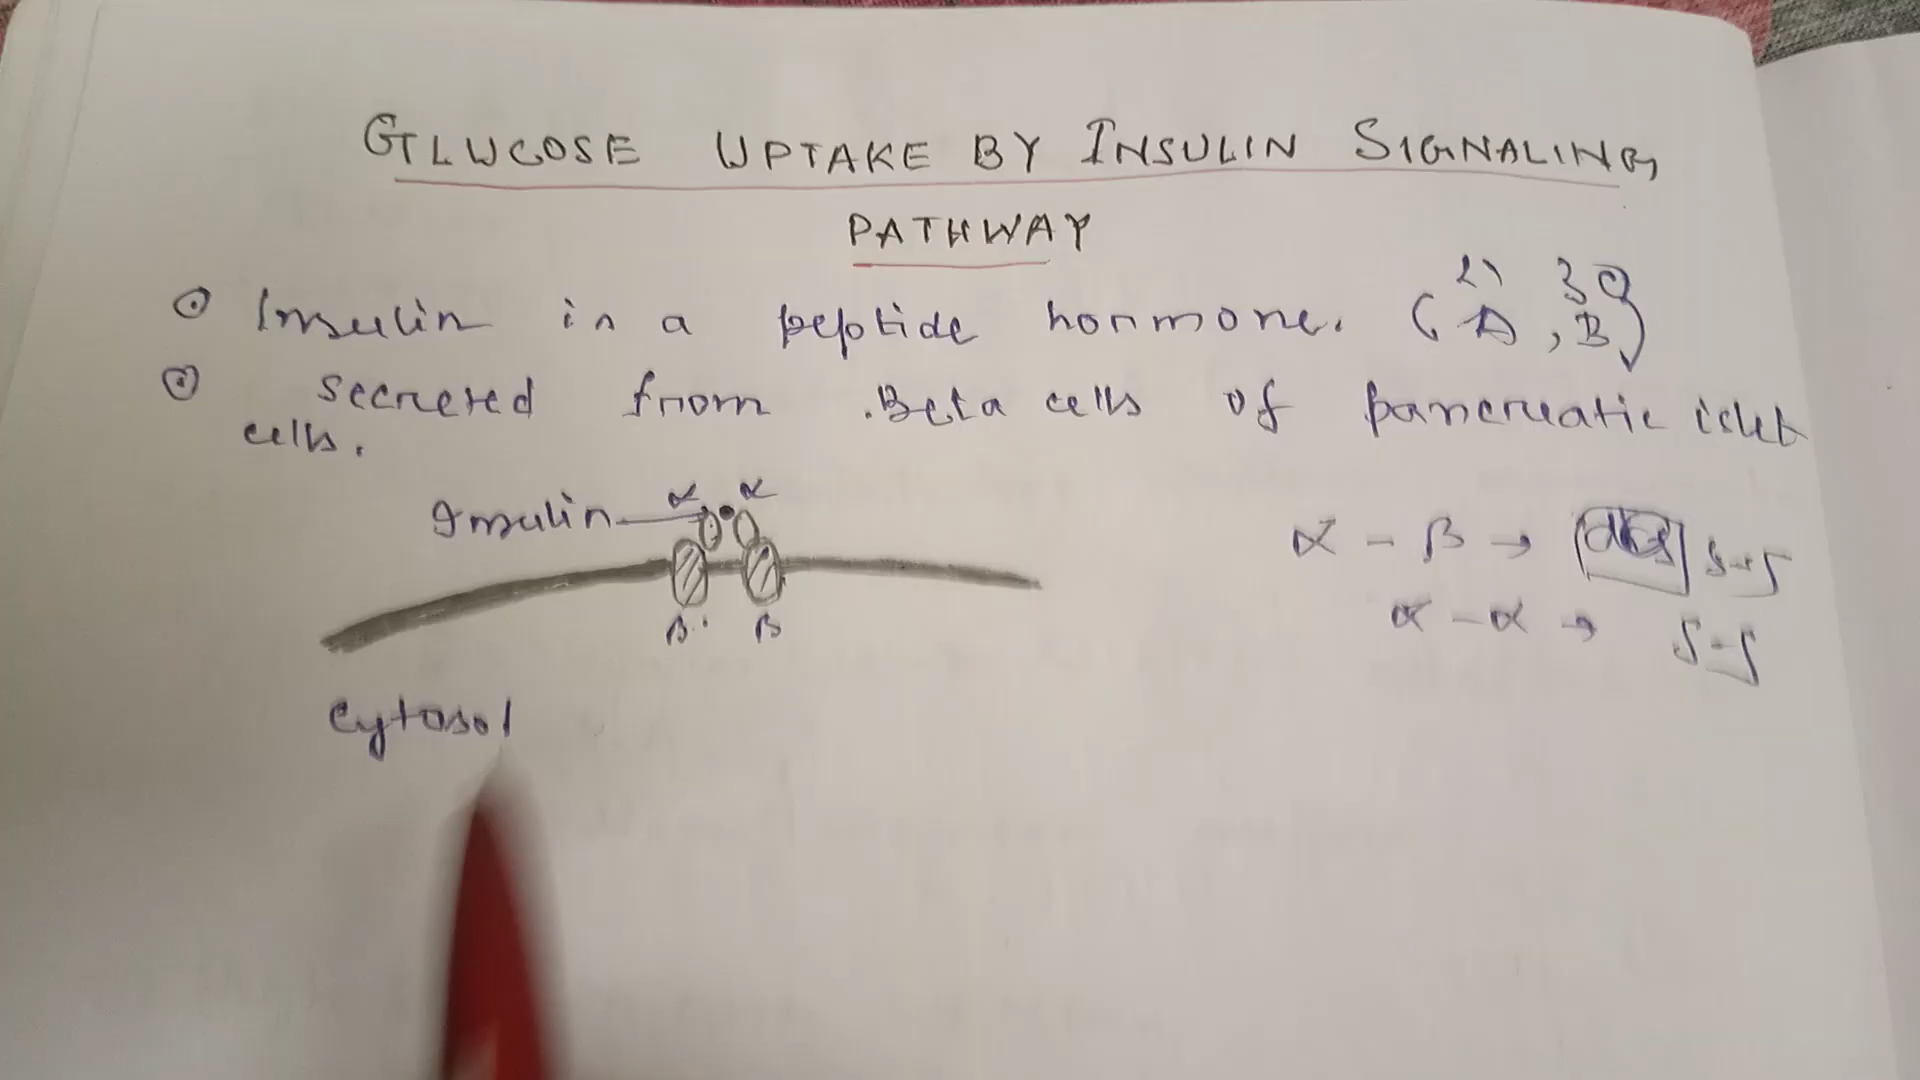 GLUCOSE UPTAKE BY INSULIN SIGNALING
PATHWAY
21 30
Insulin is a peptide hormone. (A, B)
secreted from Beta cells of pancreatic islet
cells.
Insulin α α
β β
α - β → S-S
α - α → S-S
Cytosol